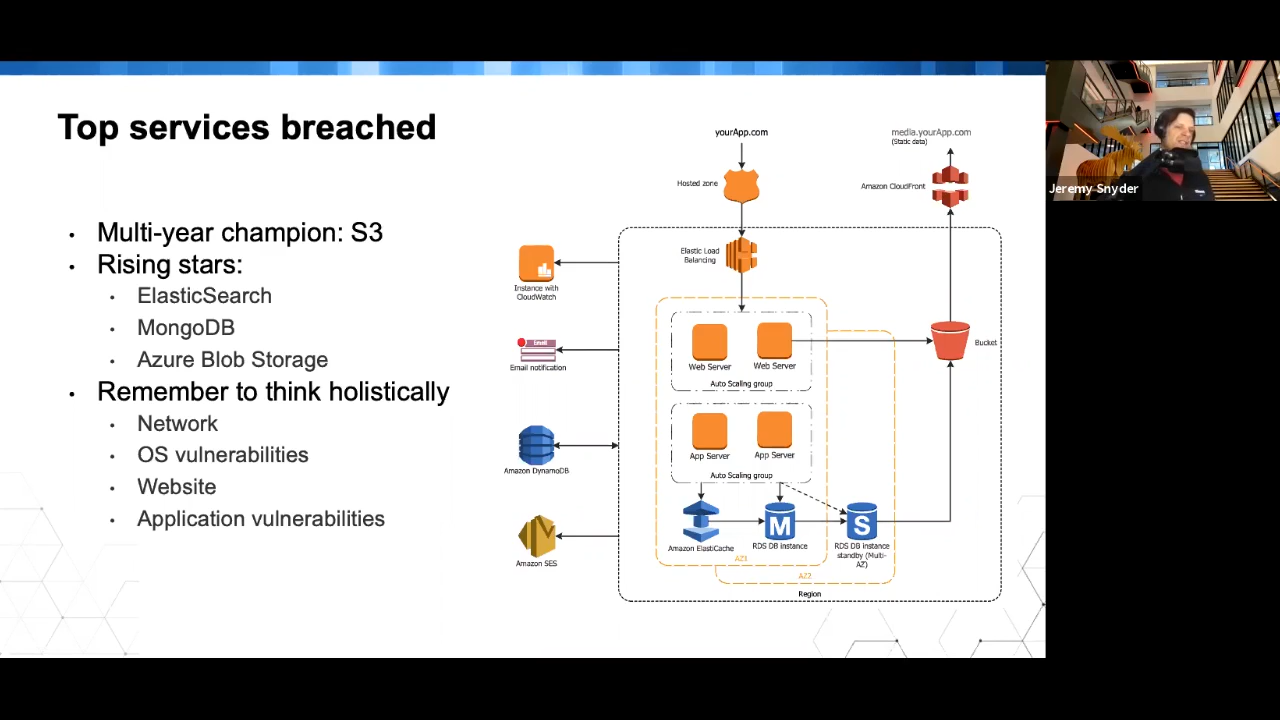 Top services breached
• Multi-year champion: S3
• Rising stars:
• ElasticSearch
• MongoDB
• Azure Blob Storage
• Remember to think holistically
• Network
• OS vulnerabilities
• Website
• Application vulnerabilities
yourApp.com
media.yourApp.com
(Static data)
Hosted zone
Amazon CloudFront
Elastic Load
Balancing
Instance with
CloudWatch
Email
Email notification
Web Server
Web Server
Auto Scaling group
Bucket
App Server
App Server
Auto Scaling group
Amazon DynamoDB
M
S
Amazon ElastiCache
RDS DB instance
RDS DB instance
standby (Multi-
AZ)
Amazon SES
AZ1
AZ2
Region
Jeremy Snyder